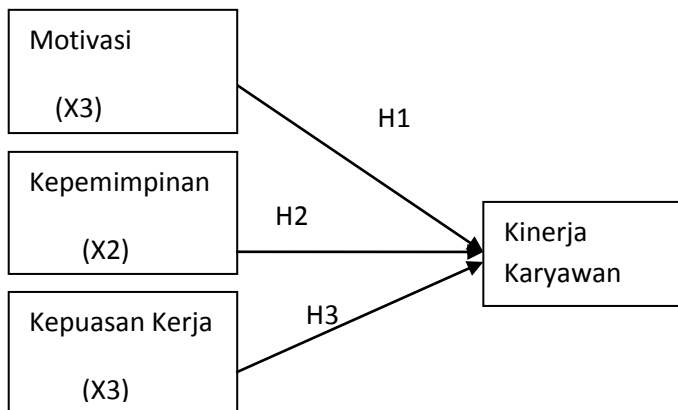 Motivasi
(X3)
H1
Kepemimpinan
(X2)
H2
Kinerja
Karyawan
Kepuasan Kerja
(X3)
H3